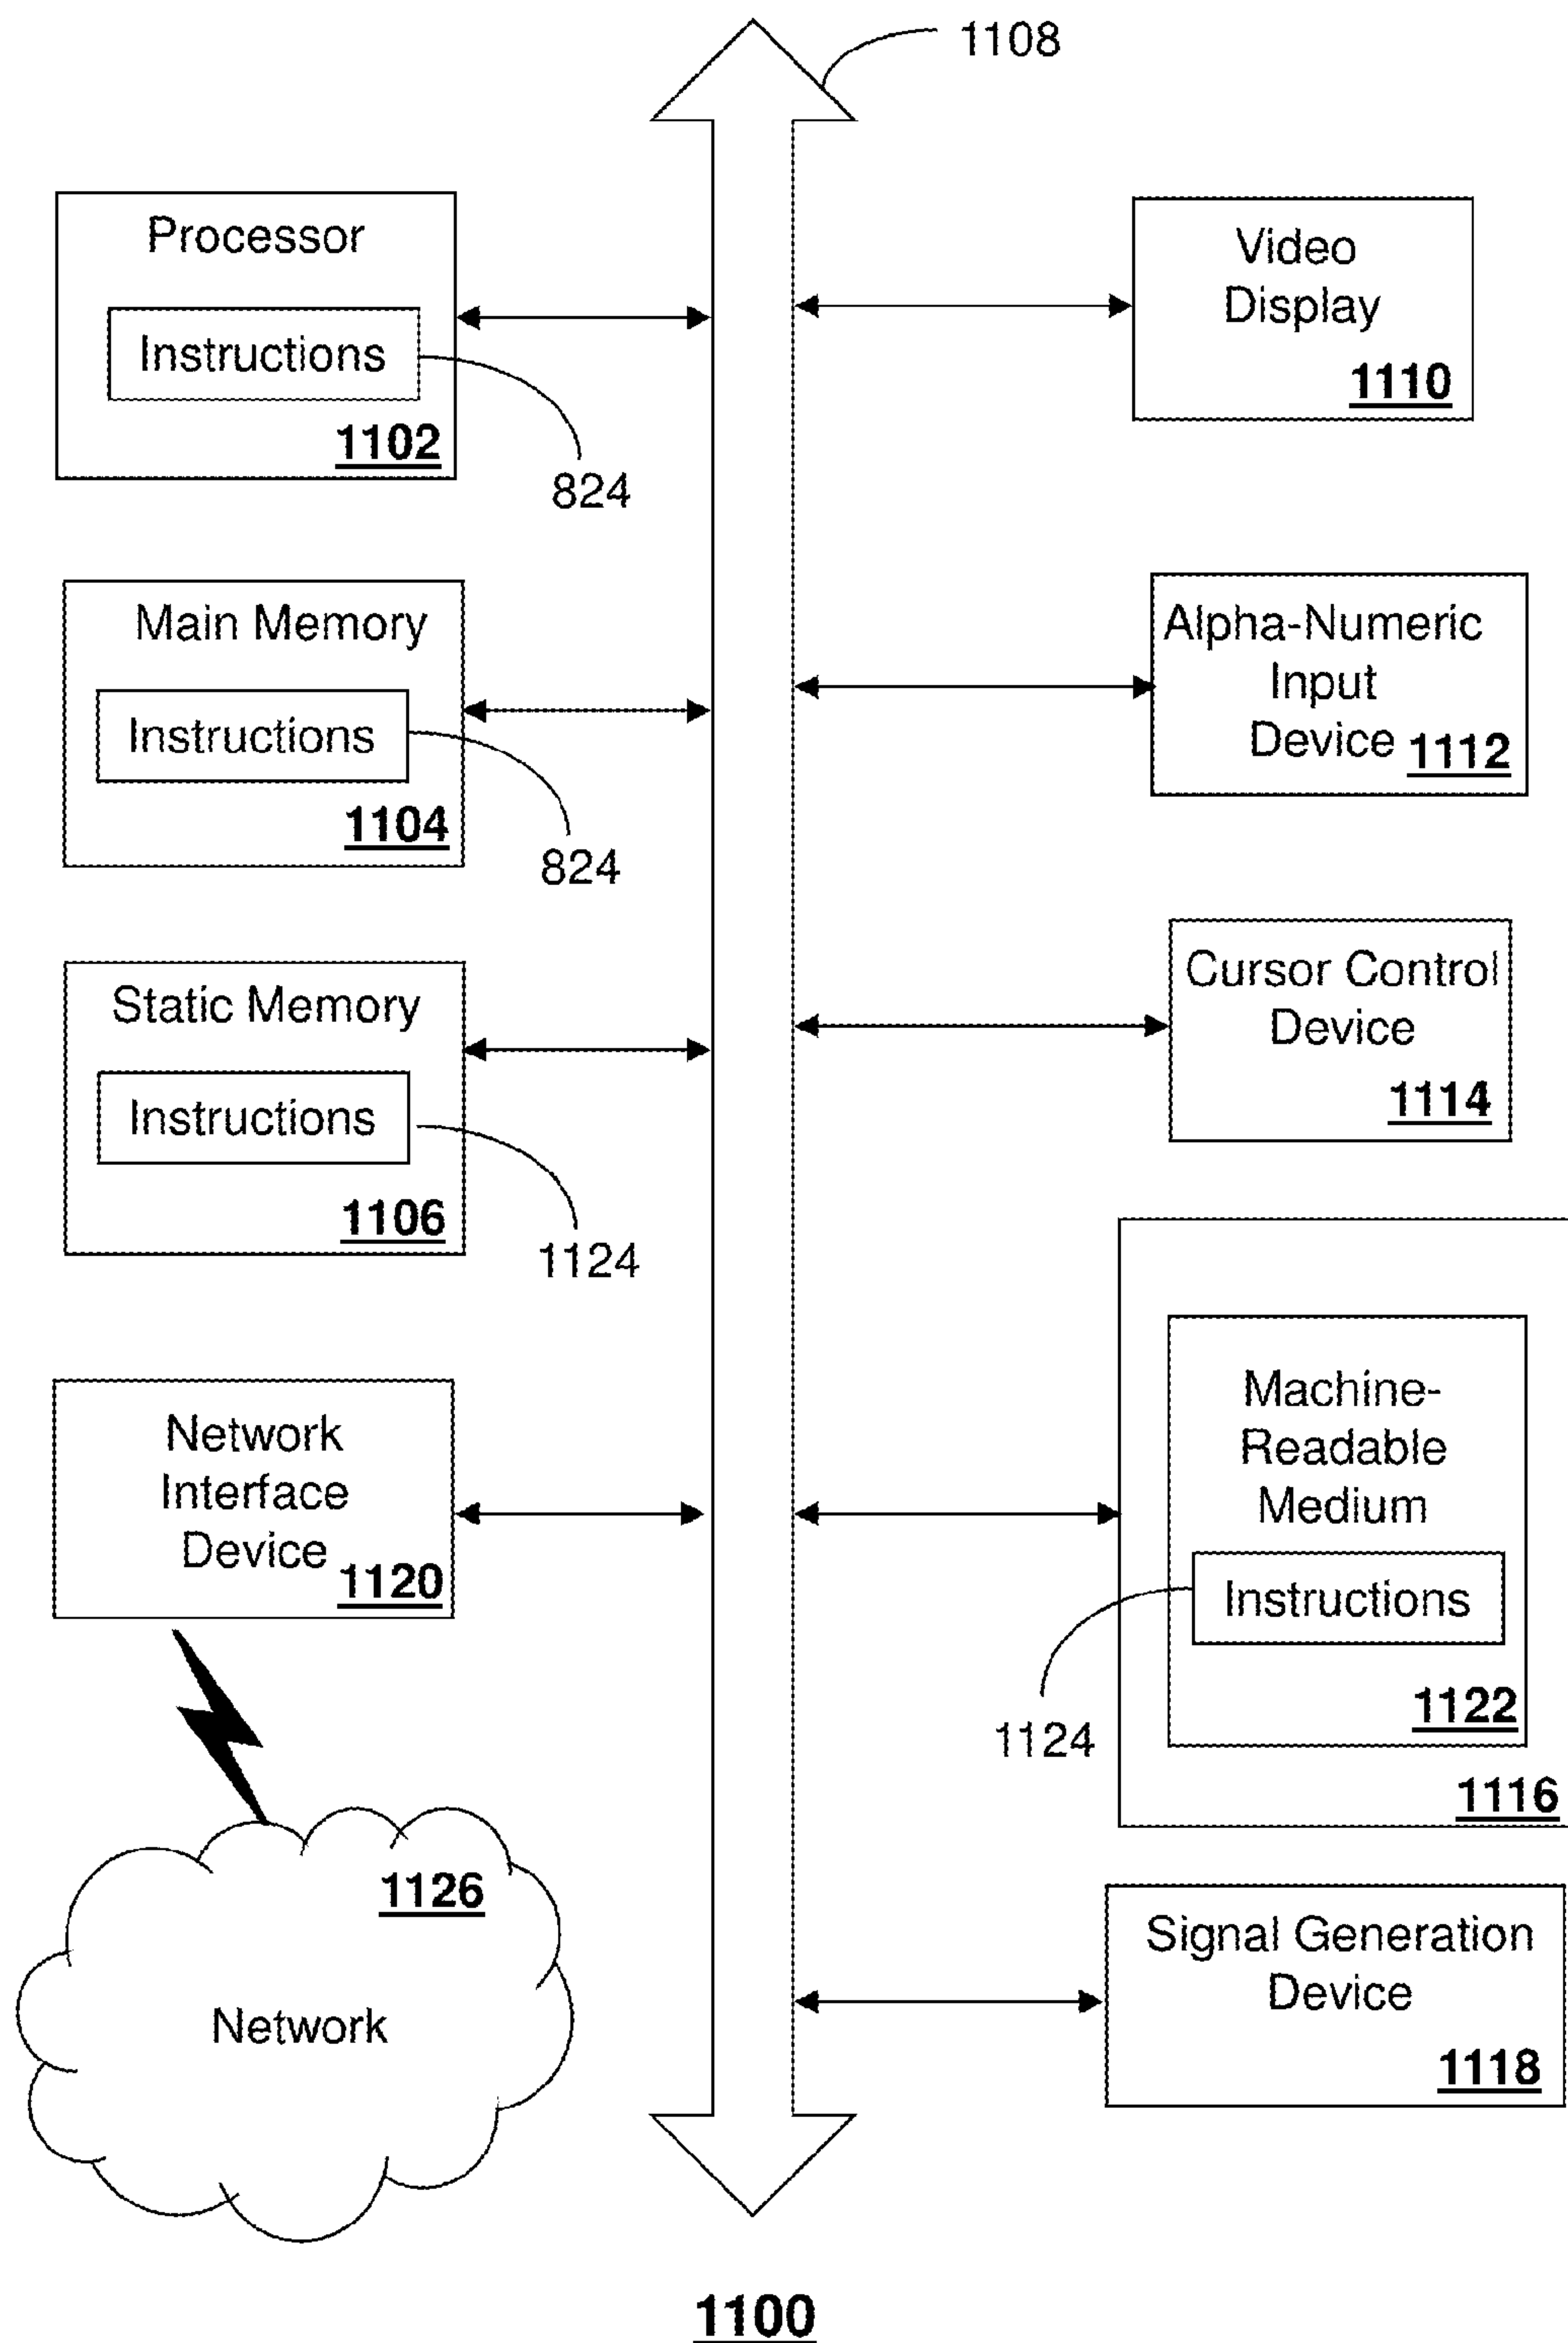 1108
Processor
Instructions
1102
824
Main Memory
Instructions
1104
824
Static Memory
Instructions
1106
1124
Network
Interface
Device
1120
1126
Network
Video
Display
1110
Alpha-Numeric
Input
Device
1112
Cursor Control
Device
1114
Machine-
Readable
Medium
Instructions
1122
1124
1116
Signal Generation
Device
1118
1100